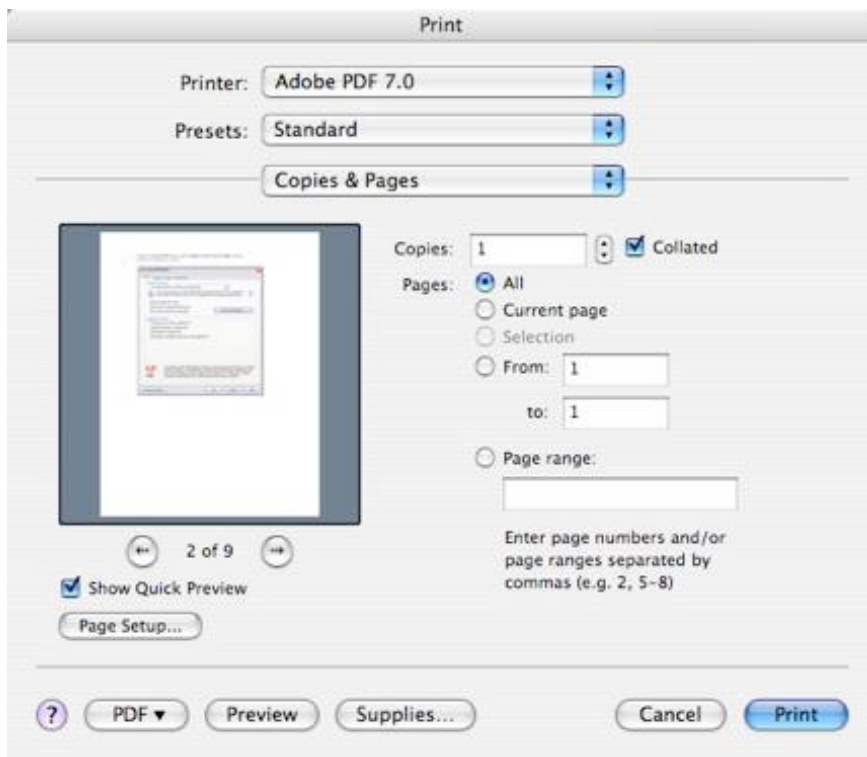 Print
Printer: Adobe PDF 7.0
Presets: Standard
Copies & Pages
Copies: 1 Collated
Pages: All
Current page
Selection
From: 1
to: 1
Page range:
Enter page numbers and/or
page ranges separated by
commas (e.g. 2, 5-8)
2 of 9
Show Quick Preview
Page Setup...
? PDF Preview Supplies... Cancel Print